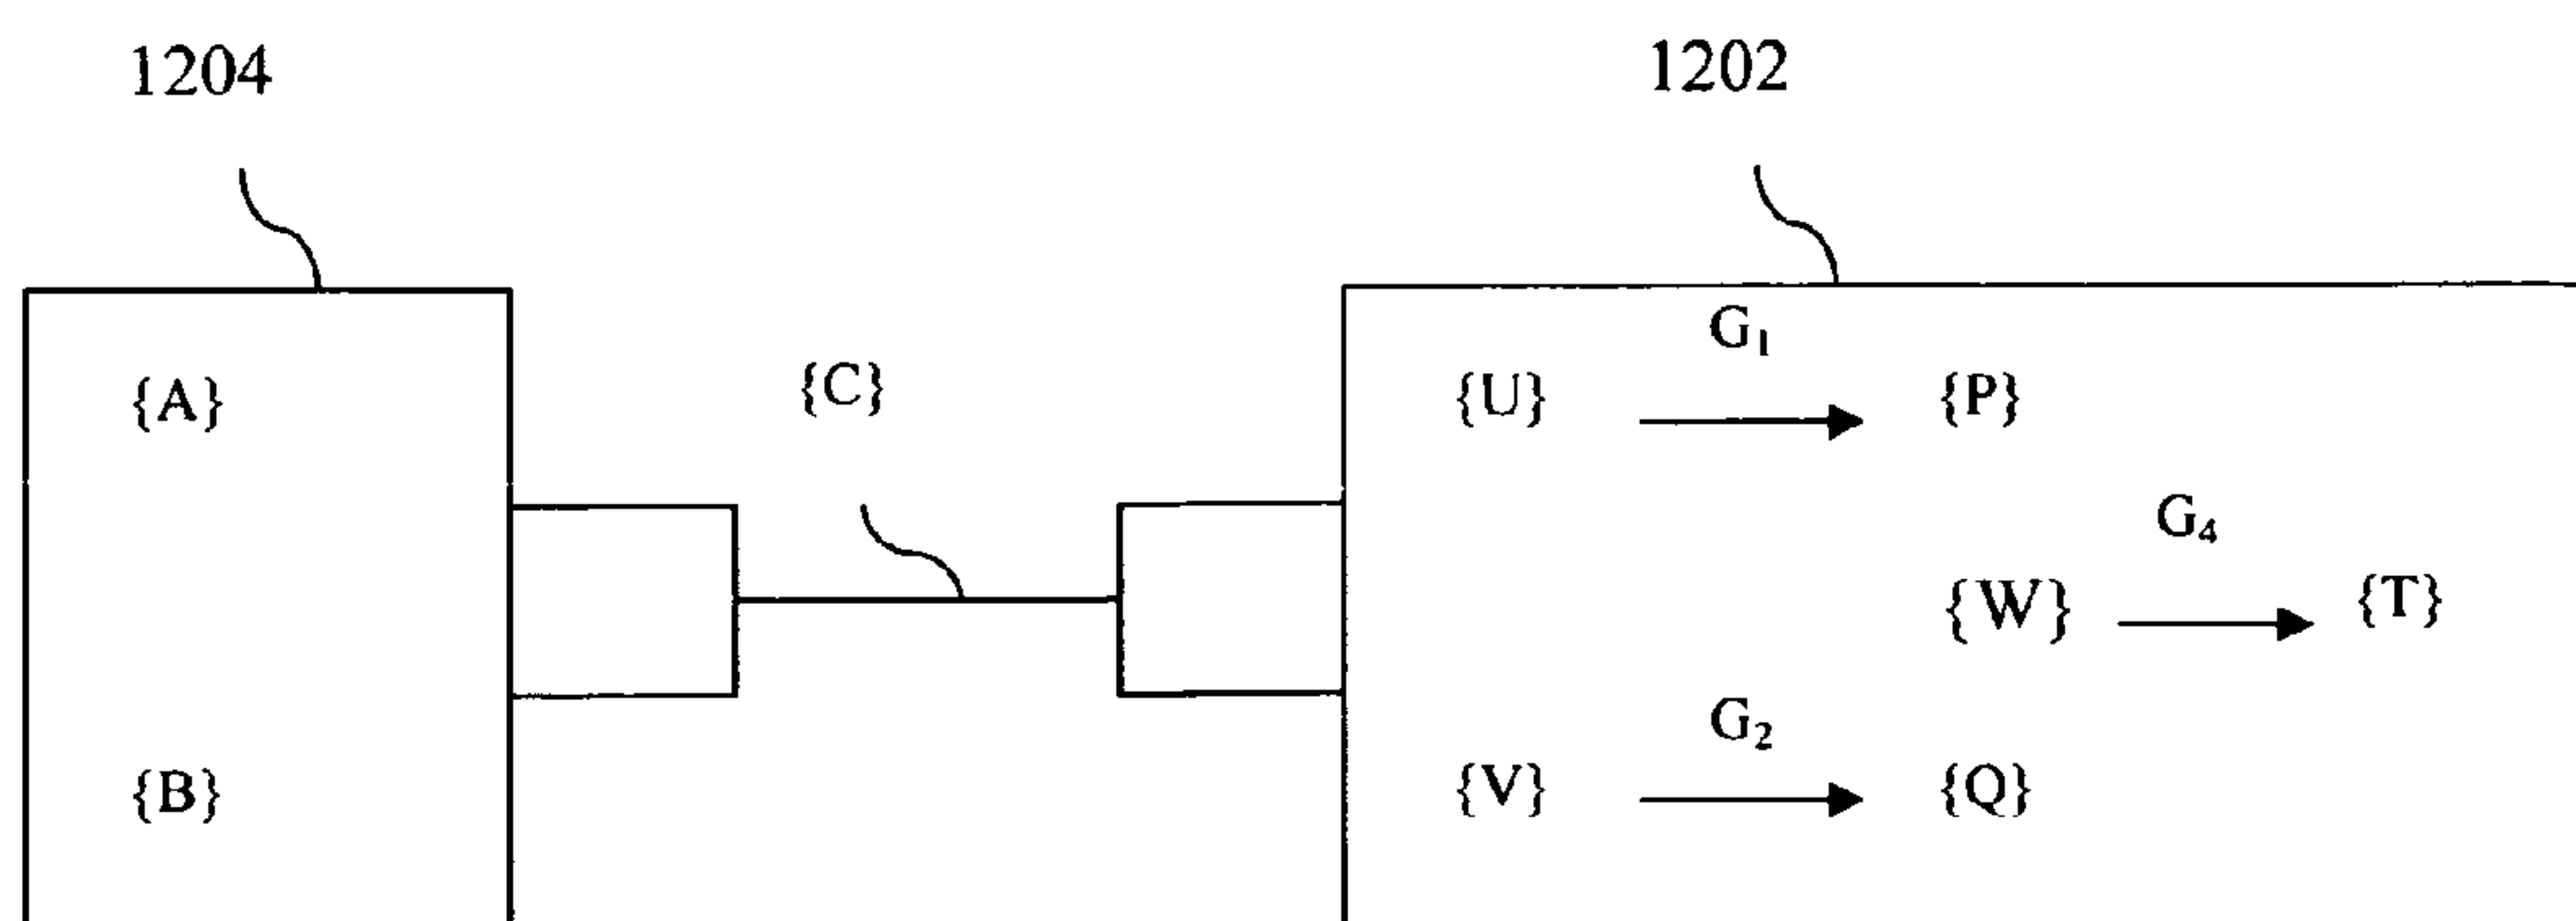 1204 1202
G₁
{A} {C} {U} {P}
G₄
{W} {T}
G₂
{B} {V} {Q}